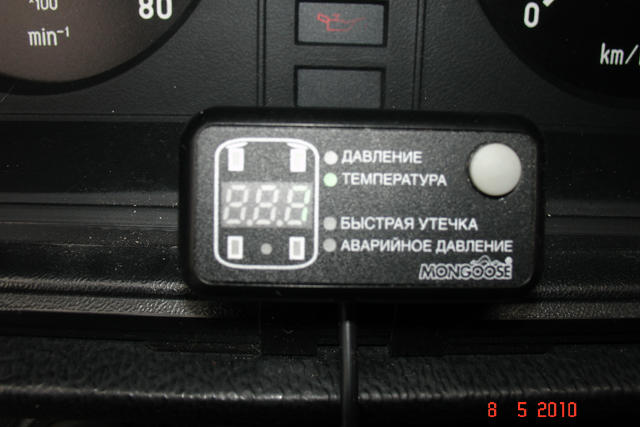 ×100
80
min⁻¹
0
km/
ДАВЛЕНИЕ
ТЕМПЕРАТУРА
БЫСТРАЯ УТЕЧКА
АВАРИЙНОЕ ДАВЛЕНИЕ
MONGOOSE®
8 5 2010